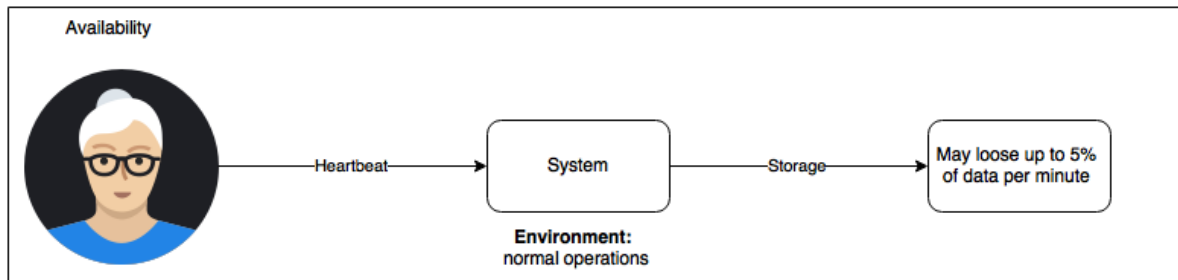 Availability
Heartbeat
System
Storage
May loose up to 5%
of data per minute
Environment:
normal operations